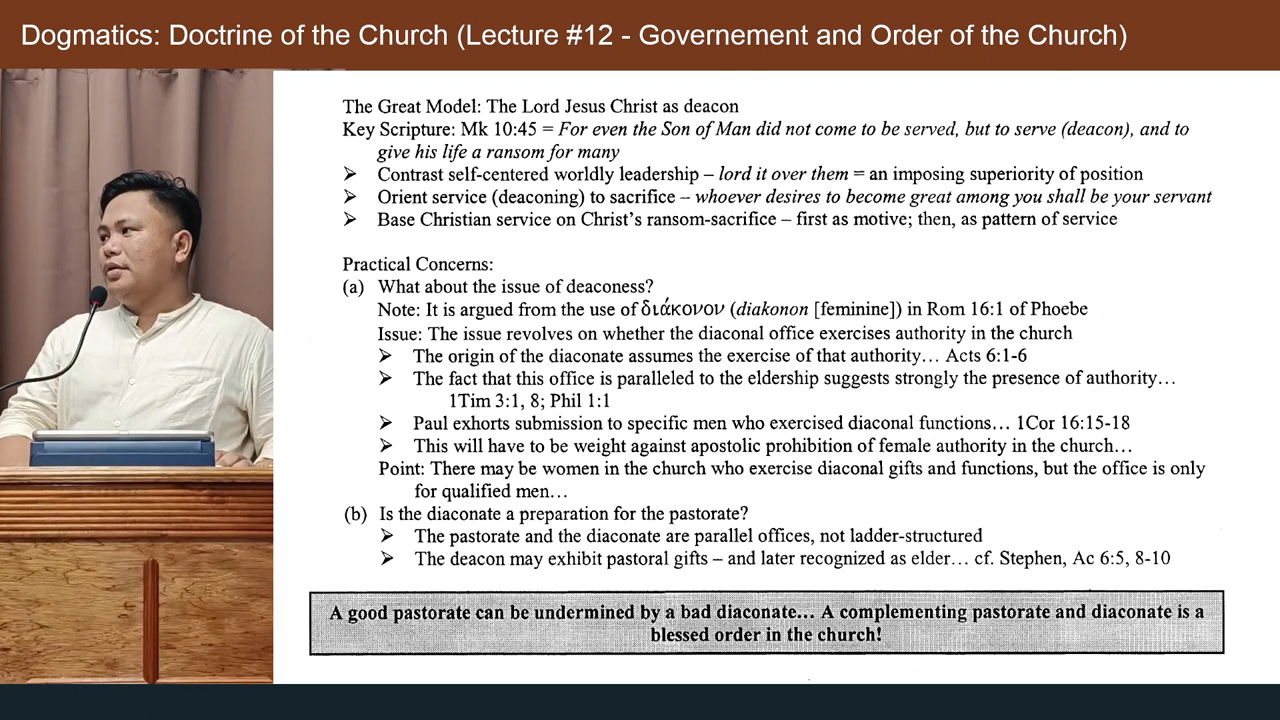 Dogmatics: Doctrine of the Church (Lecture #12 - Governement and Order of the Church)
The Great Model: The Lord Jesus Christ as deacon
Key Scripture: Mk 10:45 = For even the Son of Man did not come to be served, but to serve (deacon), and to
give his life a ransom for many
➢ Contrast self-centered worldly leadership – lord it over them = an imposing superiority of position
➢ Orient service (deaconing) to sacrifice – whoever desires to become great among you shall be your servant
➢ Base Christian service on Christ's ransom-sacrifice – first as motive; then, as pattern of service
Practical Concerns:
(a) What about the issue of deaconess?
Note: It is argued from the use of διάκονον (diakonon [feminine]) in Rom 16:1 of Phoebe
Issue: The issue revolves on whether the diaconal office exercises authority in the church
➢ The origin of the diaconate assumes the exercise of that authority… Acts 6:1-6
➢ The fact that this office is paralleled to the eldership suggests strongly the presence of authority…
1Tim 3:1, 8; Phil 1:1
➢ Paul exhorts submission to specific men who exercised diaconal functions… 1Cor 16:15-18
➢ This will have to be weight against apostolic prohibition of female authority in the church…
Point: There may be women in the church who exercise diaconal gifts and functions, but the office is only
for qualified men…
(b) Is the diaconate a preparation for the pastorate?
➢ The pastorate and the diaconate are parallel offices, not ladder-structured
➢ The deacon may exhibit pastoral gifts – and later recognized as elder… cf. Stephen, Ac 6:5, 8-10
A good pastorate can be undermined by a bad diaconate… A complementing pastorate and diaconate is a
blessed order in the church!